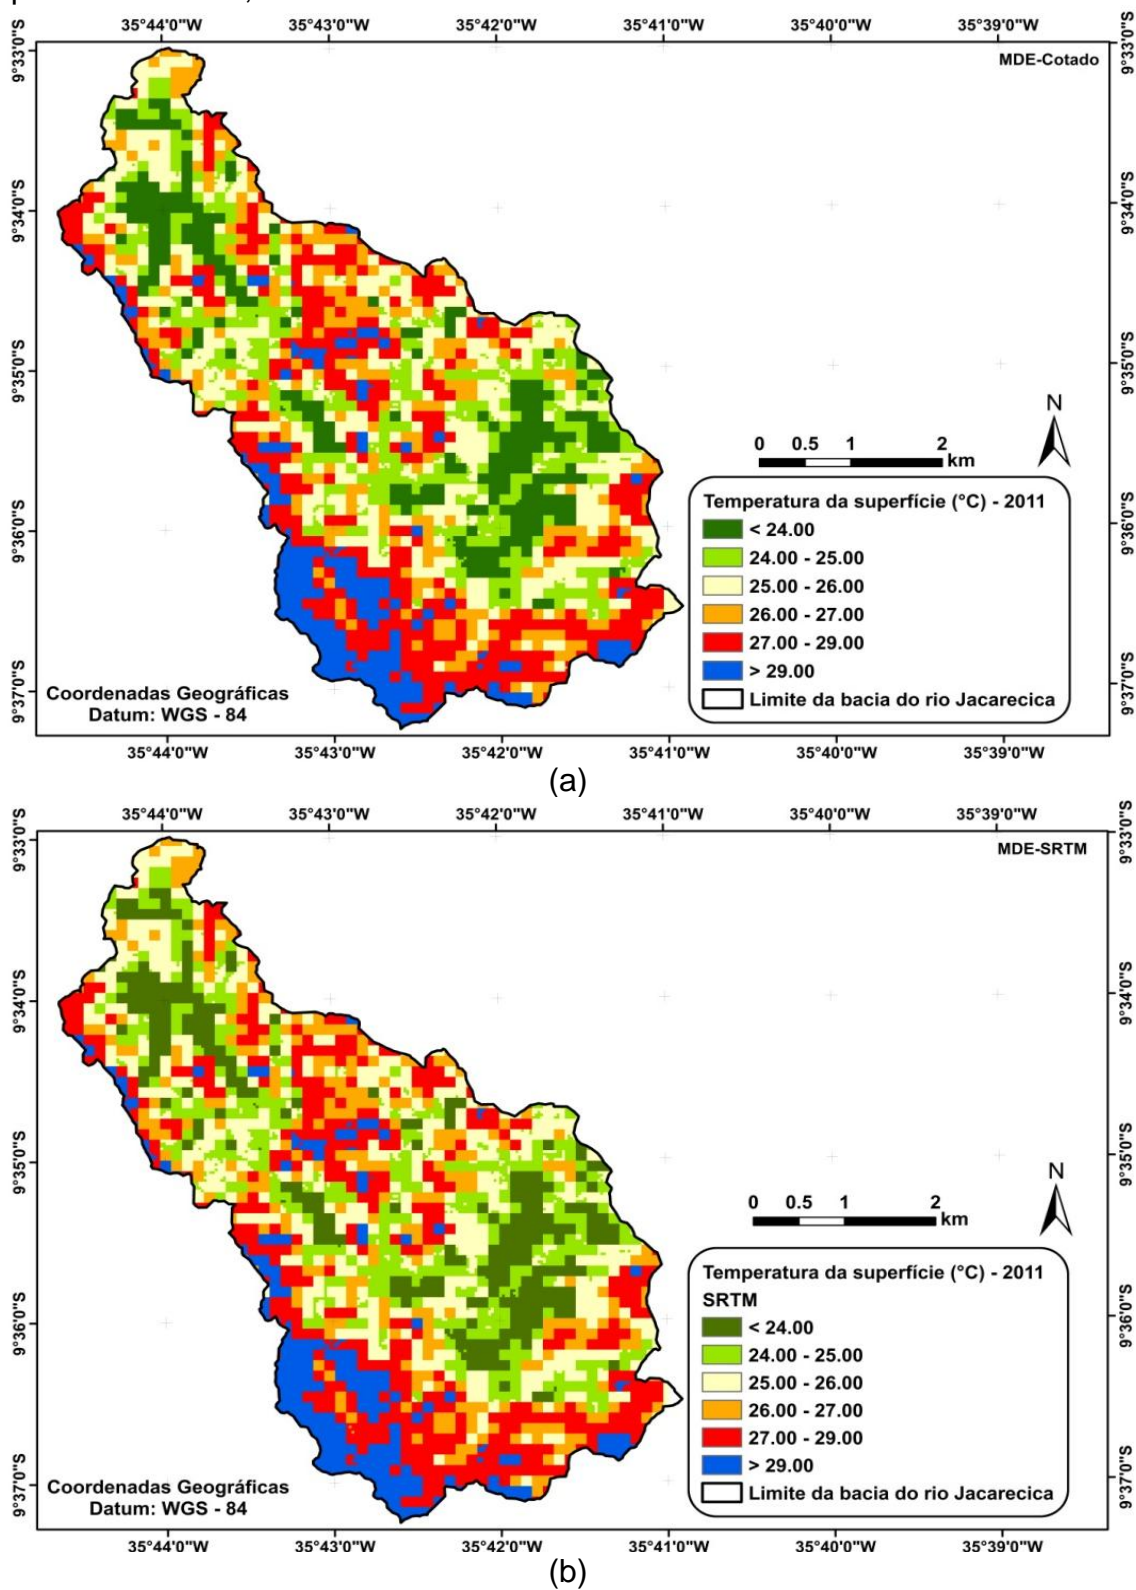 35°44'0"W 35°43'0"W 35°42'0"W 35°41'0"W 35°40'0"W 35°39'0"W
MDE-Cotado
9°33'0"S 9°33'0"S
9°34'0"S 9°34'0"S
9°35'0"S 9°35'0"S
N
0 0.5 1 2
km
Temperatura da superfície (°C) - 2011
< 24.00
9°36'0"S 9°36'0"S
24.00 - 25.00
25.00 - 26.00
26.00 - 27.00
27.00 - 29.00
> 29.00
9°37'0"S 9°37'0"S
Limite da bacia do rio Jacarecica
Coordenadas Geográficas
Datum: WGS - 84
35°44'0"W 35°43'0"W 35°42'0"W 35°41'0"W 35°40'0"W 35°39'0"W
(a)
35°44'0"W 35°43'0"W 35°42'0"W 35°41'0"W 35°40'0"W 35°39'0"W
MDE-SRTM
9°33'0"S 9°33'0"S
9°34'0"S 9°34'0"S
9°35'0"S 9°35'0"S
N
0 0.5 1 2
km
Temperatura da superfície (°C) - 2011
SRTM
9°36'0"S 9°36'0"S
< 24.00
24.00 - 25.00
25.00 - 26.00
26.00 - 27.00
27.00 - 29.00
> 29.00
9°37'0"S 9°37'0"S
Limite da bacia do rio Jacarecica
Coordenadas Geográficas
Datum: WGS - 84
35°44'0"W 35°43'0"W 35°42'0"W 35°41'0"W 35°40'0"W 35°39'0"W
(b)